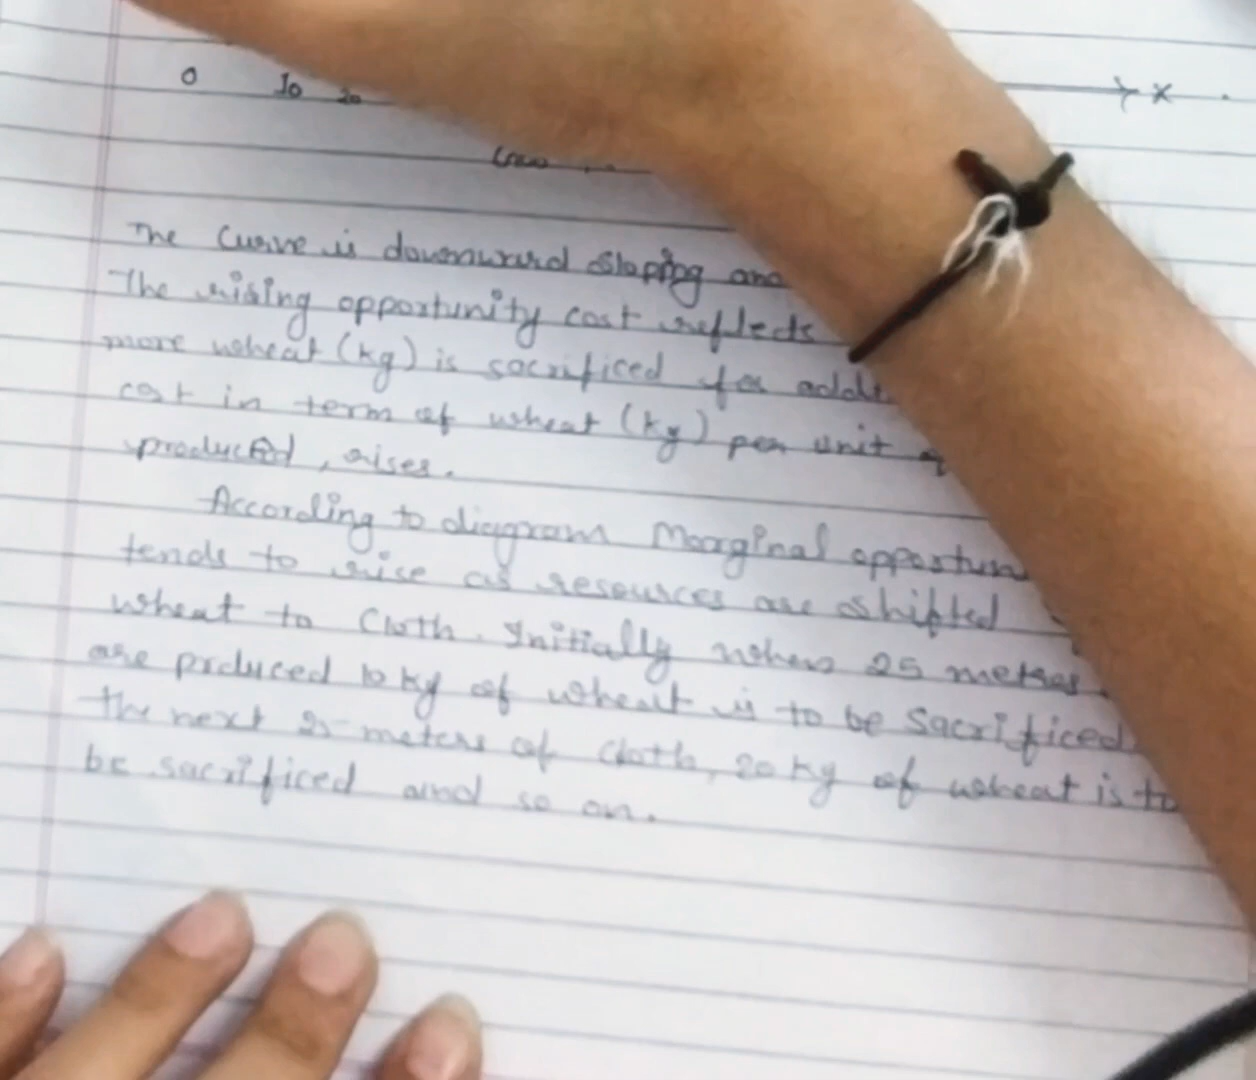 0 10 20 x
The Curve is downward sloping and
The rising opportunity cost reflects
more wheat (kg) is sacrificed for
cost in term of wheat (kg) per unit
produced, rises.
According to diagram Marginal
tends to rise as resources are shifted
wheat to Cloth. Initially when 25 metres
are produced 10 kg of wheat is to be Sacrificed
the next 25 meters of Cloth, 20 kg of wheat is to
be sacrificed and so on.